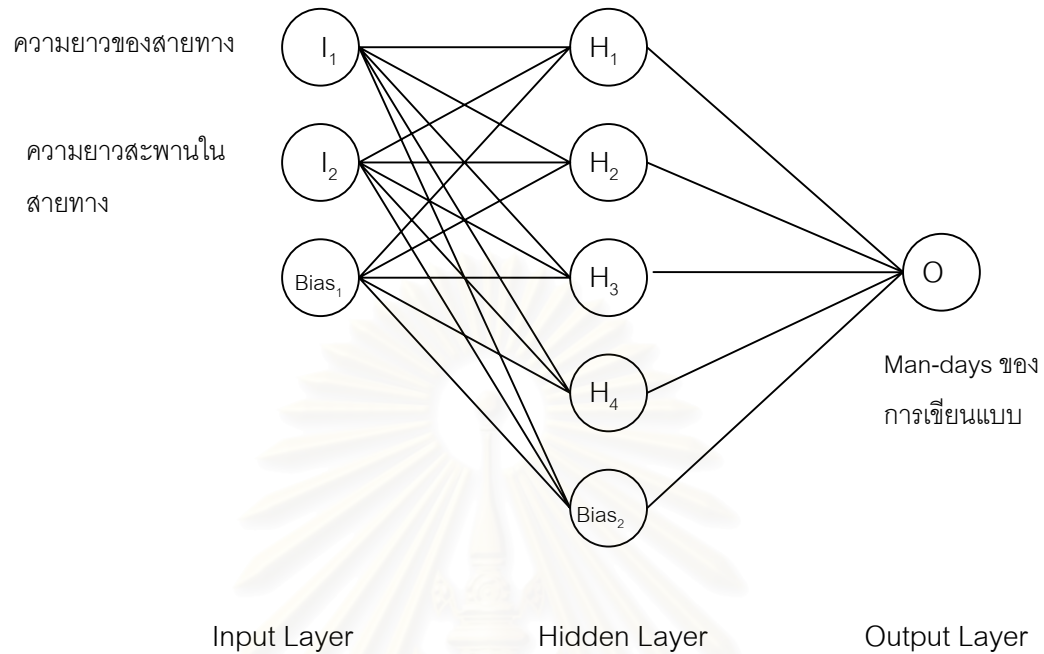 ความยาวของสายทาง
I₁
H₁
ความยาวสะพานใน
สายทาง
I₂
H₂
Bias₁
H₃
O
Man-days ของ
การเขียนแบบ
H₄
Bias₂
Input Layer
Hidden Layer
Output Layer